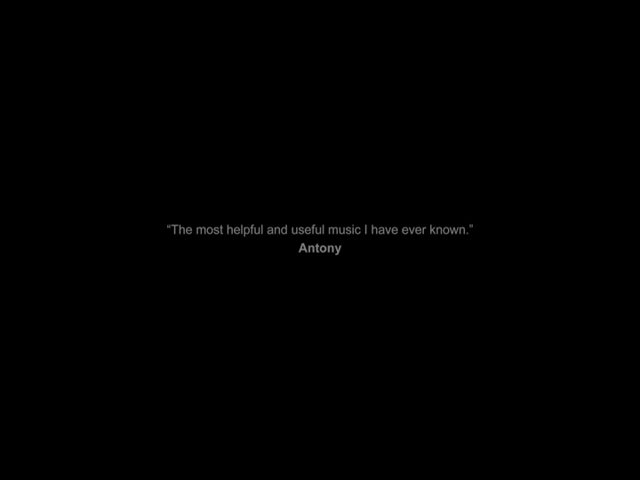 “The most helpful and useful music I have ever known.”
Antony